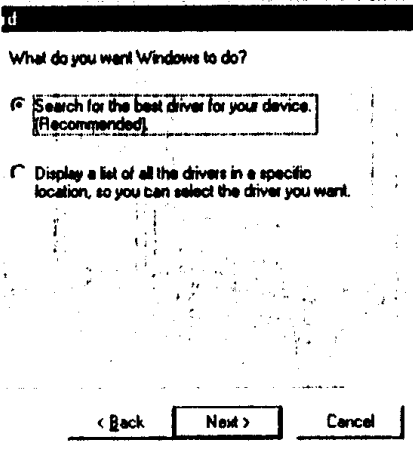 d
What do you want Windows to do?
Search for the best driver for your device.
(Recommended).
Display a list of all the drivers in a specific
location, so you can select the driver you want.
< Back
Next >
Cancel